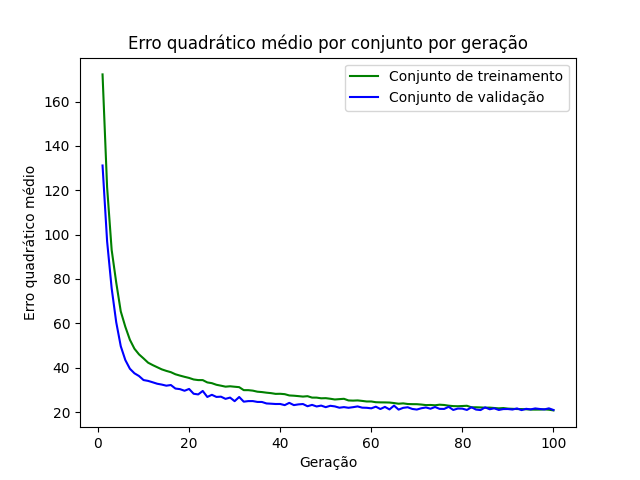 Erro quadrático médio por conjunto por geração
Conjunto de treinamento
Conjunto de validação
Erro quadrático médio
160
140
120
100
80
60
40
20
0
20
40
60
80
100
Geração